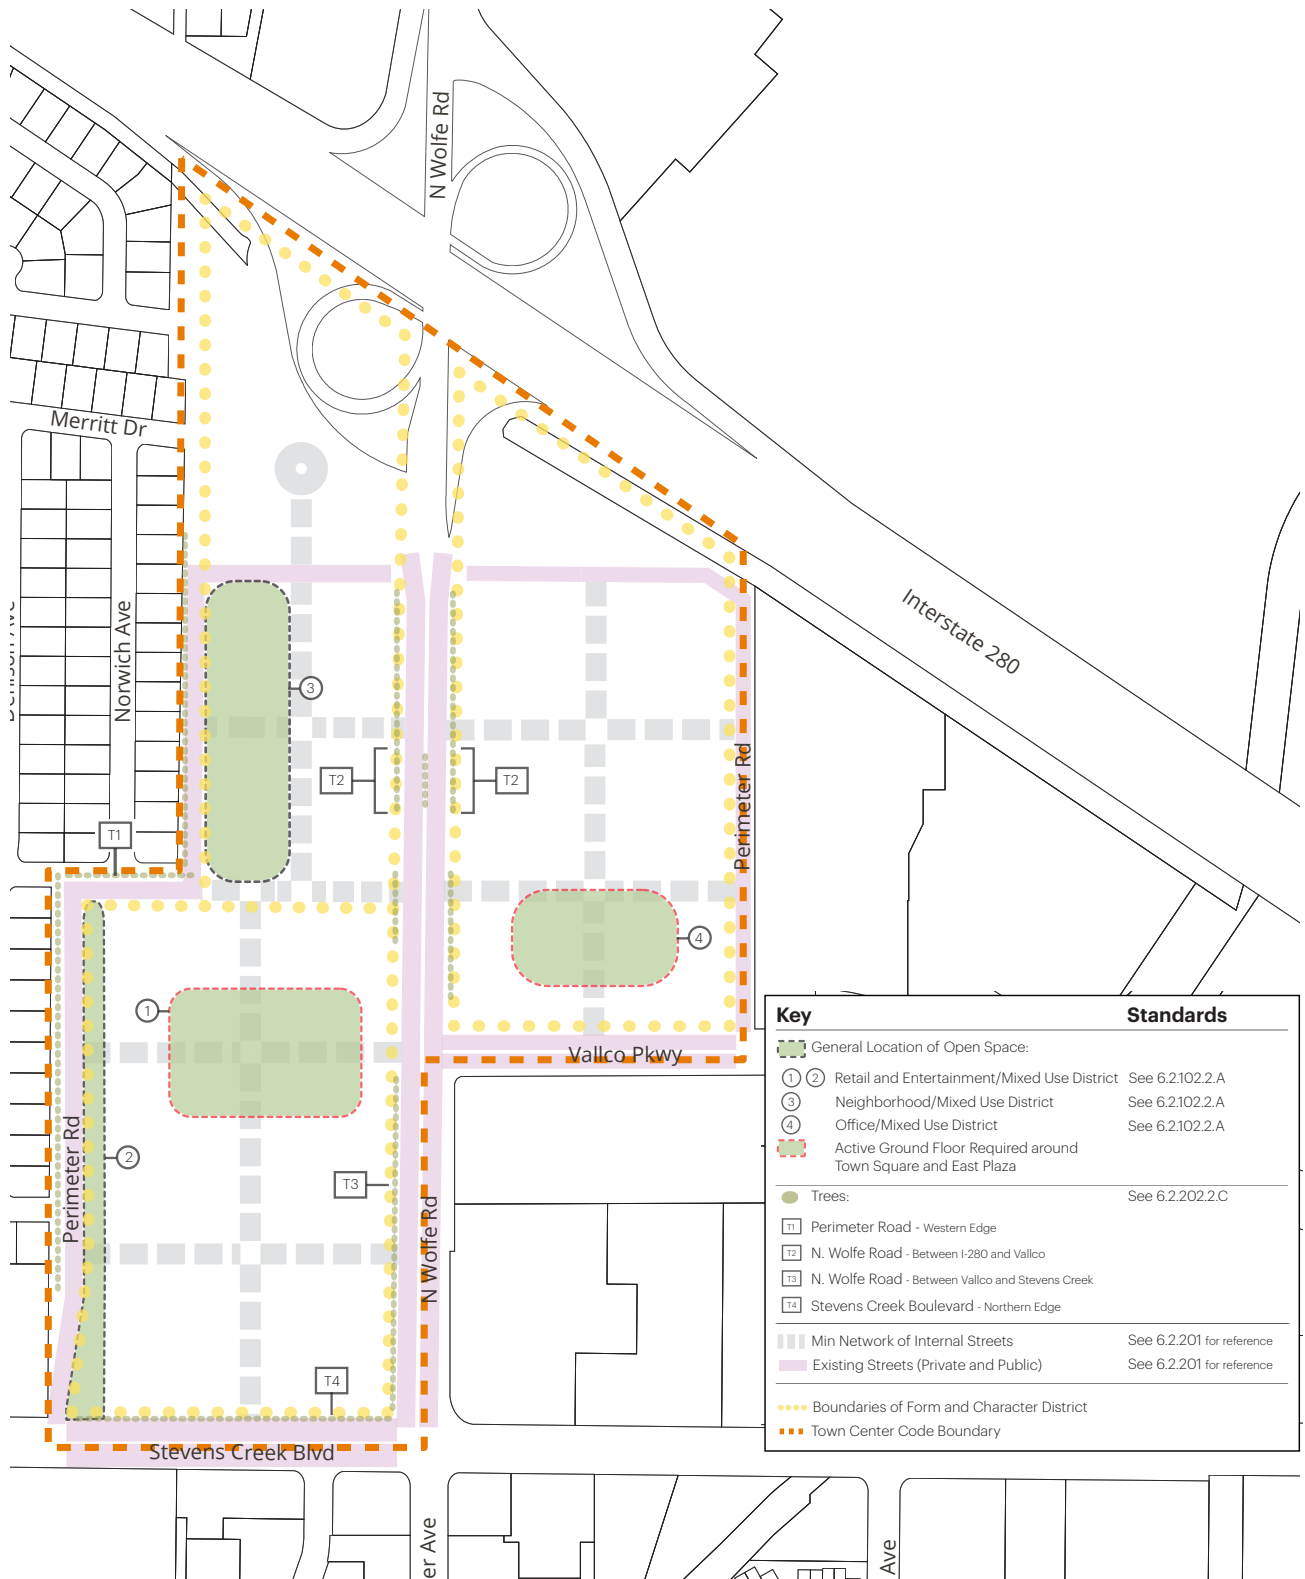 N Wolfe Rd
Merritt Dr
Interstate 280
Norwich Ave
3
T2
T2
Perimeter Rd
T1
4
1
Vallco Pkwy
2
Perimeter Rd
T3
N Wolfe Rd
T4
Stevens Creek Blvd
er Ave
Ave
Key Standards
General Location of Open Space:
1 2 Retail and Entertainment/Mixed Use District See 6.2.102.2.A
3 Neighborhood/Mixed Use District See 6.2.102.2.A
4 Office/Mixed Use District See 6.2.102.2.A
Active Ground Floor Required around
Town Square and East Plaza
Trees: See 6.2.202.2.C
T1 Perimeter Road - Western Edge
T2 N. Wolfe Road - Between I-280 and Vallco
T3 N. Wolfe Road - Between Vallco and Stevens Creek
T4 Stevens Creek Boulevard - Northern Edge
Min Network of Internal Streets See 6.2.201 for reference
Existing Streets (Private and Public) See 6.2.201 for reference
Boundaries of Form and Character District
Town Center Code Boundary